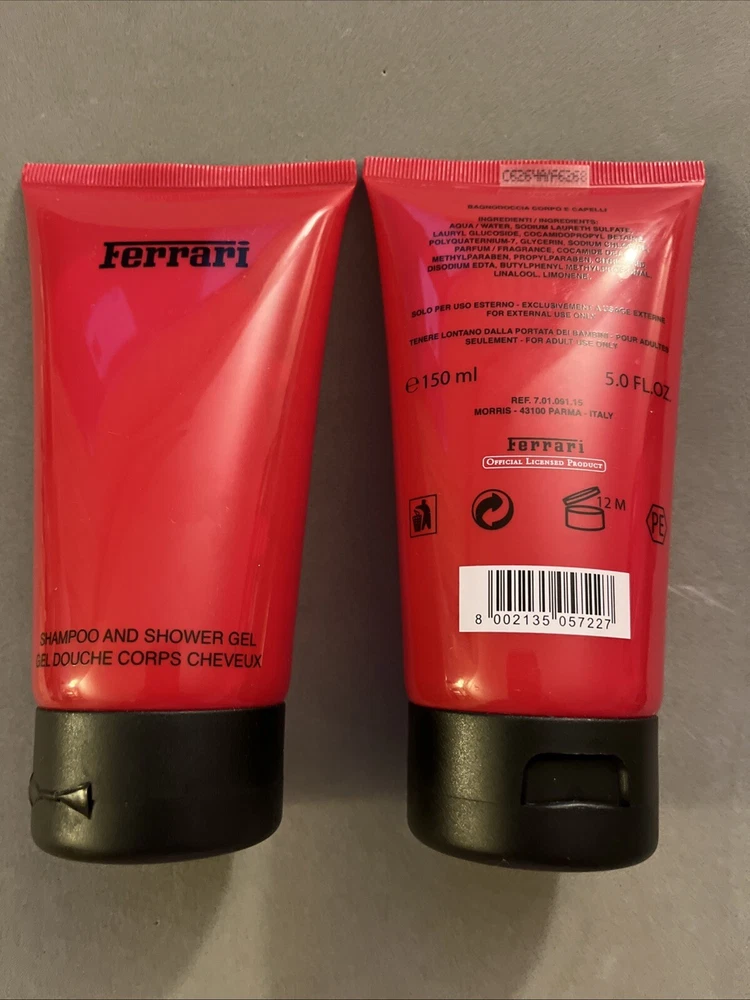 Ferrari
SHAMPOO AND SHOWER GEL
GEL DOUCHE CORPS CHEVEUX
BAGNODOCCIA CORPO E CAPELLI
INGREDIENTI / INGREDIENTS:
AQUA / WATER, SODIUM LAURETH SULFATE,
LAURYL GLUCOSIDE, COCAMIDOPROPYL BETAINE,
POLYQUATERNIUM-7, GLYCERIN, SODIUM CHLORIDE,
PARFUM / FRAGRANCE, COCAMIDE
METHYLPARABEN, PROPYLPARABEN,
DISODIUM EDTA, BUTYLPHENYL
LINALOOL, LIMONENE.
SOLO PER USO ESTERNO - EXCLUSIVEMENT A USAGE EXTERNE
FOR EXTERNAL USE ONLY
TENERE LONTANO DALLA PORTATA DEI BAMBINI - POUR ADULTES
SEULEMENT - FOR ADULT USE ONLY
℮150 ml 5.0 FL.OZ.
REF. 7.01.091.15
MORRIS - 43100 PARMA - ITALY
Ferrari
OFFICIAL LICENSED PRODUCT
12 M
PE
8 002135 057227